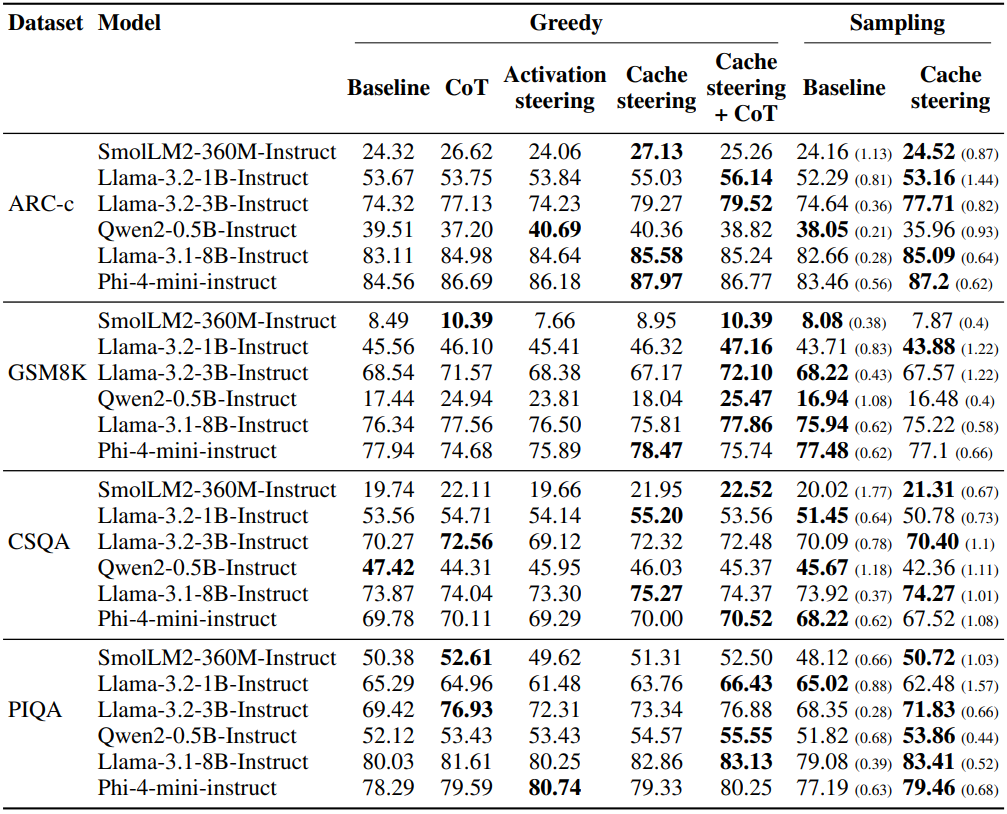 Dataset Model Greedy Sampling
Baseline CoT Activation steering Cache steering Cache steering + CoT Baseline Cache steering
SmolLM2-360M-Instruct 24.32 26.62 24.06 27.13 25.26 24.16 (1.13) 24.52 (0.87)
Llama-3.2-1B-Instruct 53.67 53.75 53.84 55.03 56.14 52.29 (0.81) 53.16 (1.44)
ARC-c Llama-3.2-3B-Instruct 74.32 77.13 74.23 79.27 79.52 74.64 (0.36) 77.71 (0.82)
Qwen2-0.5B-Instruct 39.51 37.20 40.69 40.36 38.82 38.05 (0.21) 35.96 (0.93)
Llama-3.1-8B-Instruct 83.11 84.98 84.64 85.58 85.24 82.66 (0.28) 85.09 (0.64)
Phi-4-mini-instruct 84.56 86.69 86.18 87.97 86.77 83.46 (0.56) 87.2 (0.62)
SmolLM2-360M-Instruct 8.49 10.39 7.66 8.95 10.39 8.08 (0.38) 7.87 (0.4)
Llama-3.2-1B-Instruct 45.56 46.10 45.41 46.32 47.16 43.71 (0.83) 43.88 (1.22)
GSM8K Llama-3.2-3B-Instruct 68.54 71.57 68.38 67.17 72.10 68.22 (0.43) 67.57 (1.22)
Qwen2-0.5B-Instruct 17.44 24.94 23.81 18.04 25.47 16.94 (1.08) 16.48 (0.4)
Llama-3.1-8B-Instruct 76.34 77.56 76.50 75.81 77.86 75.94 (0.62) 75.22 (0.58)
Phi-4-mini-instruct 77.94 74.68 75.89 78.47 75.74 77.48 (0.62) 77.1 (0.66)
SmolLM2-360M-Instruct 19.74 22.11 19.66 21.95 22.52 20.02 (1.77) 21.31 (0.67)
Llama-3.2-1B-Instruct 53.56 54.71 54.14 55.20 53.56 51.45 (0.64) 50.78 (0.73)
CSQA Llama-3.2-3B-Instruct 70.27 72.56 69.12 72.32 72.48 70.09 (0.78) 70.40 (1.1)
Qwen2-0.5B-Instruct 47.42 44.31 45.95 46.03 45.37 45.67 (1.18) 42.36 (1.11)
Llama-3.1-8B-Instruct 73.87 74.04 73.30 75.27 74.37 73.92 (0.37) 74.27 (1.01)
Phi-4-mini-instruct 69.78 70.11 69.29 70.00 70.52 68.22 (0.62) 67.52 (1.08)
SmolLM2-360M-Instruct 50.38 52.61 49.62 51.31 52.50 48.12 (0.66) 50.72 (1.03)
Llama-3.2-1B-Instruct 65.29 64.96 61.48 63.76 66.43 65.02 (0.88) 62.48 (1.57)
PIQA Llama-3.2-3B-Instruct 69.42 76.93 72.31 73.34 76.88 68.35 (0.28) 71.83 (0.66)
Qwen2-0.5B-Instruct 52.12 53.43 53.43 54.57 55.55 51.82 (0.68) 53.86 (0.44)
Llama-3.1-8B-Instruct 80.03 81.61 80.25 82.86 83.13 79.08 (0.39) 83.41 (0.52)
Phi-4-mini-instruct 78.29 79.59 80.74 79.33 80.25 77.19 (0.63) 79.46 (0.68)